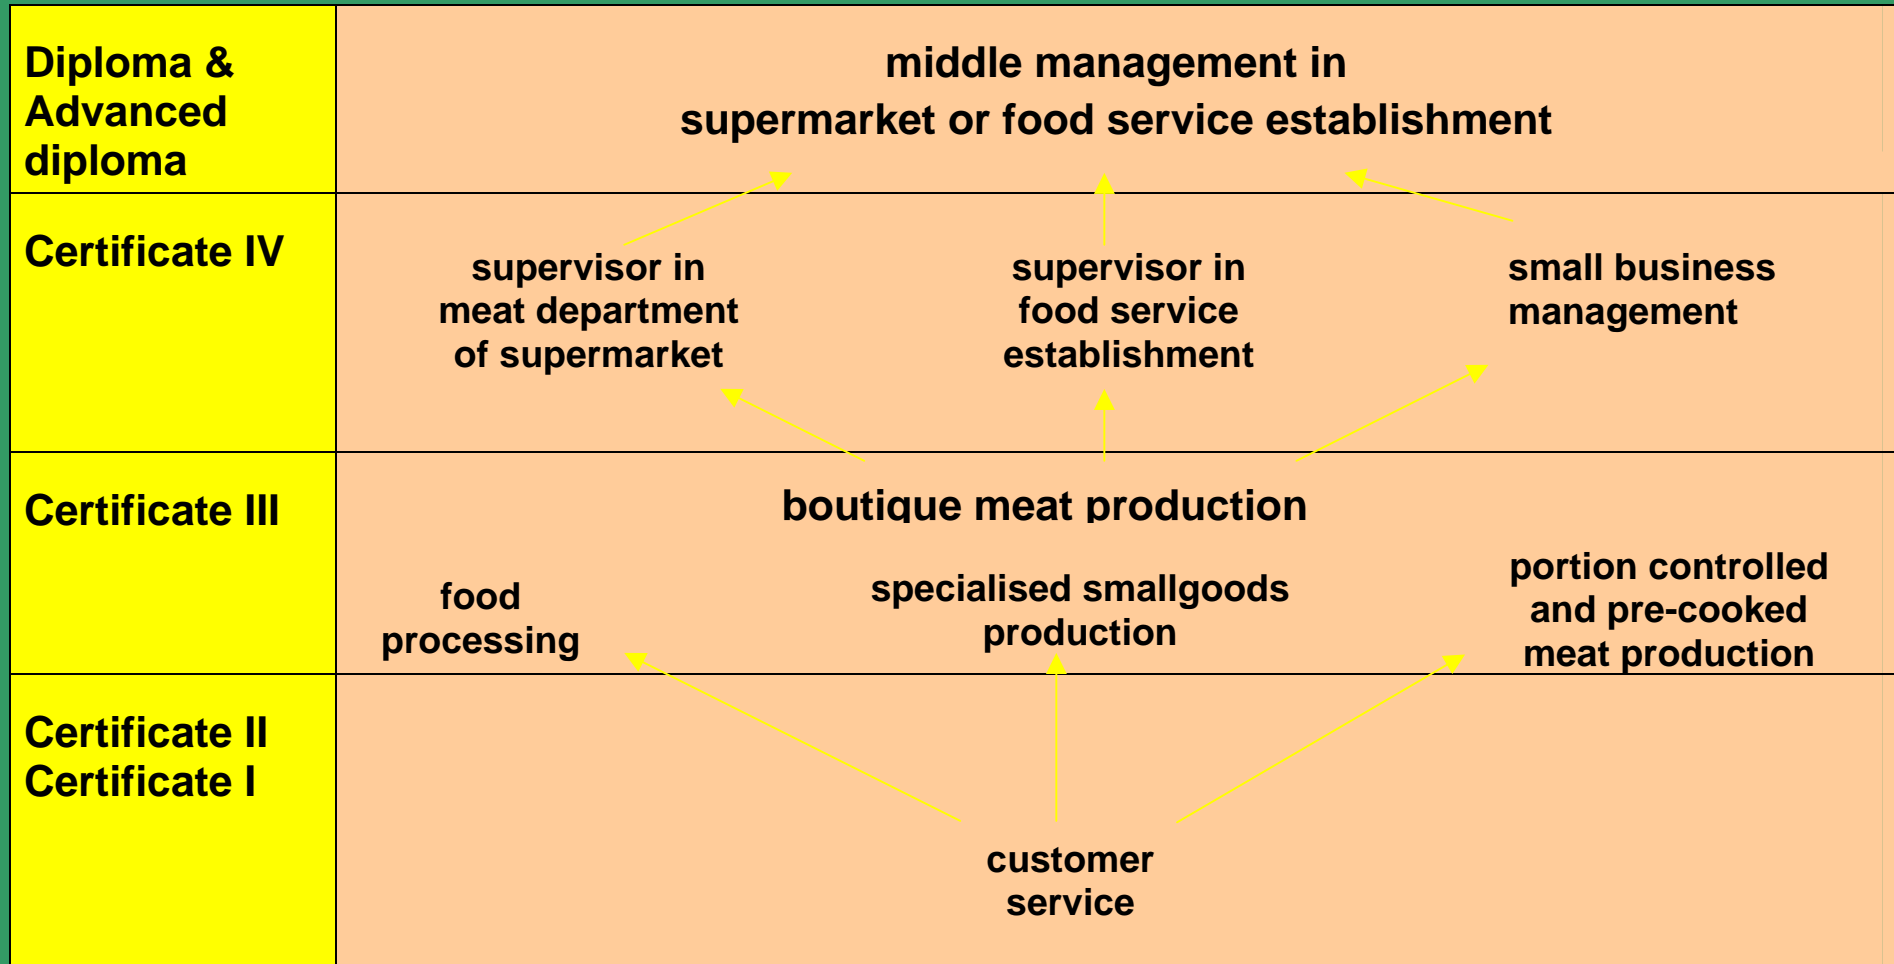 Diploma &
Advanced
diploma
middle management in
supermarket or food service establishment
Certificate IV
supervisor in
meat department
of supermarket
supervisor in
food service
establishment
small business
management
Certificate III
boutique meat production
food
processing
specialised smallgoods
production
portion controlled
and pre-cooked
meat production
Certificate II
Certificate I
customer
service